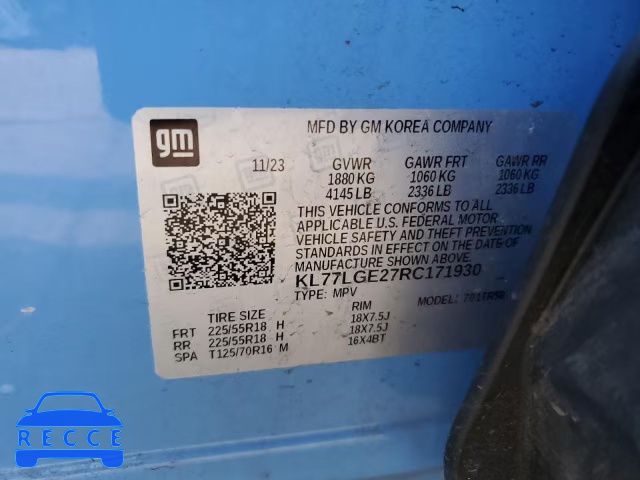 gm
MFD BY GM KOREA COMPANY
11/23 GVWR GAWR FRT GAWR RR
1880 KG 1060 KG 1060 KG
4145 LB 2336 LB 2336 LB
THIS VEHICLE CONFORMS TO ALL
APPLICABLE U.S. FEDERAL MOTOR
VEHICLE SAFETY AND THEFT PREVENTION
STANDARDS IN EFFECT ON THE DATE OF
MANUFACTURE SHOWN ABOVE.
KL77LGE27RC171930
TYPE: MPV MODEL:
TIRE SIZE RIM
FRT 225/55R18 H 18X7.5J
RR 225/55R18 H 18X7.5J
SPA T125/70R16 M 16X4BT
RECCE